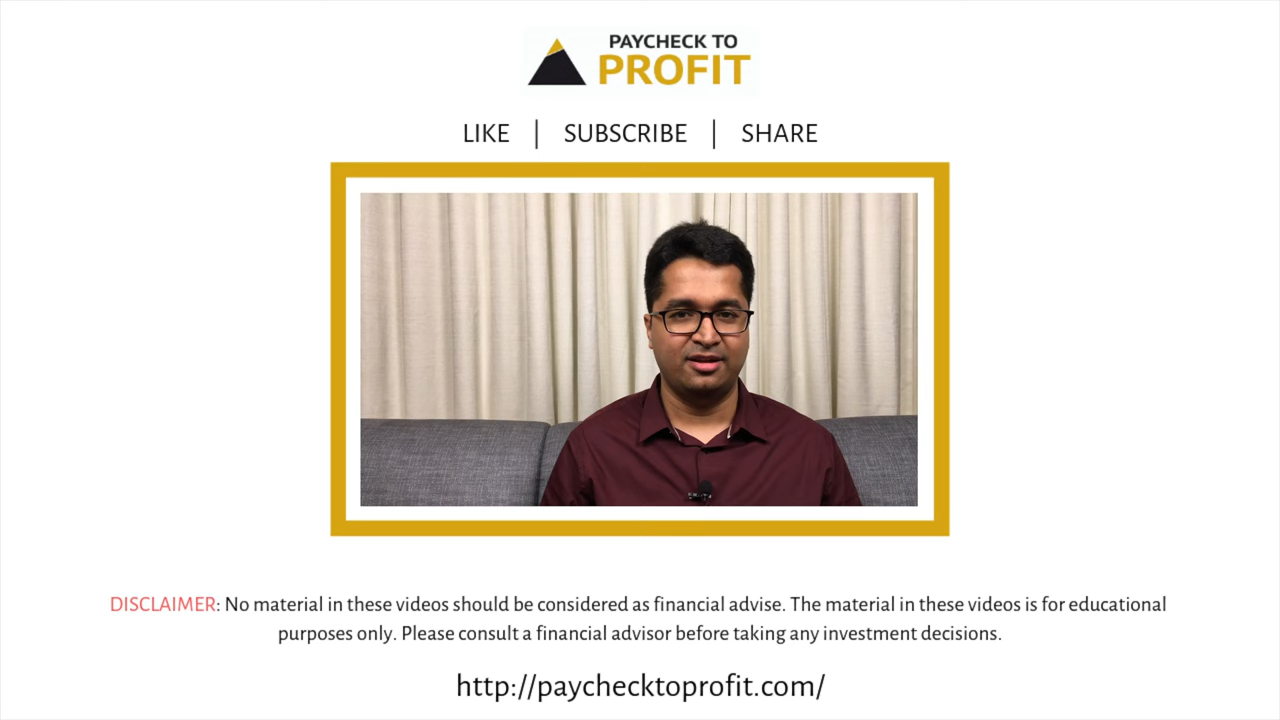 PAYCHECK TO
PROFIT
LIKE | SUBSCRIBE | SHARE
DISCLAIMER: No material in these videos should be considered as financial advise. The material in these videos is for educational
purposes only. Please consult a financial advisor before taking any investment decisions.
http://paychecktoprofit.com/